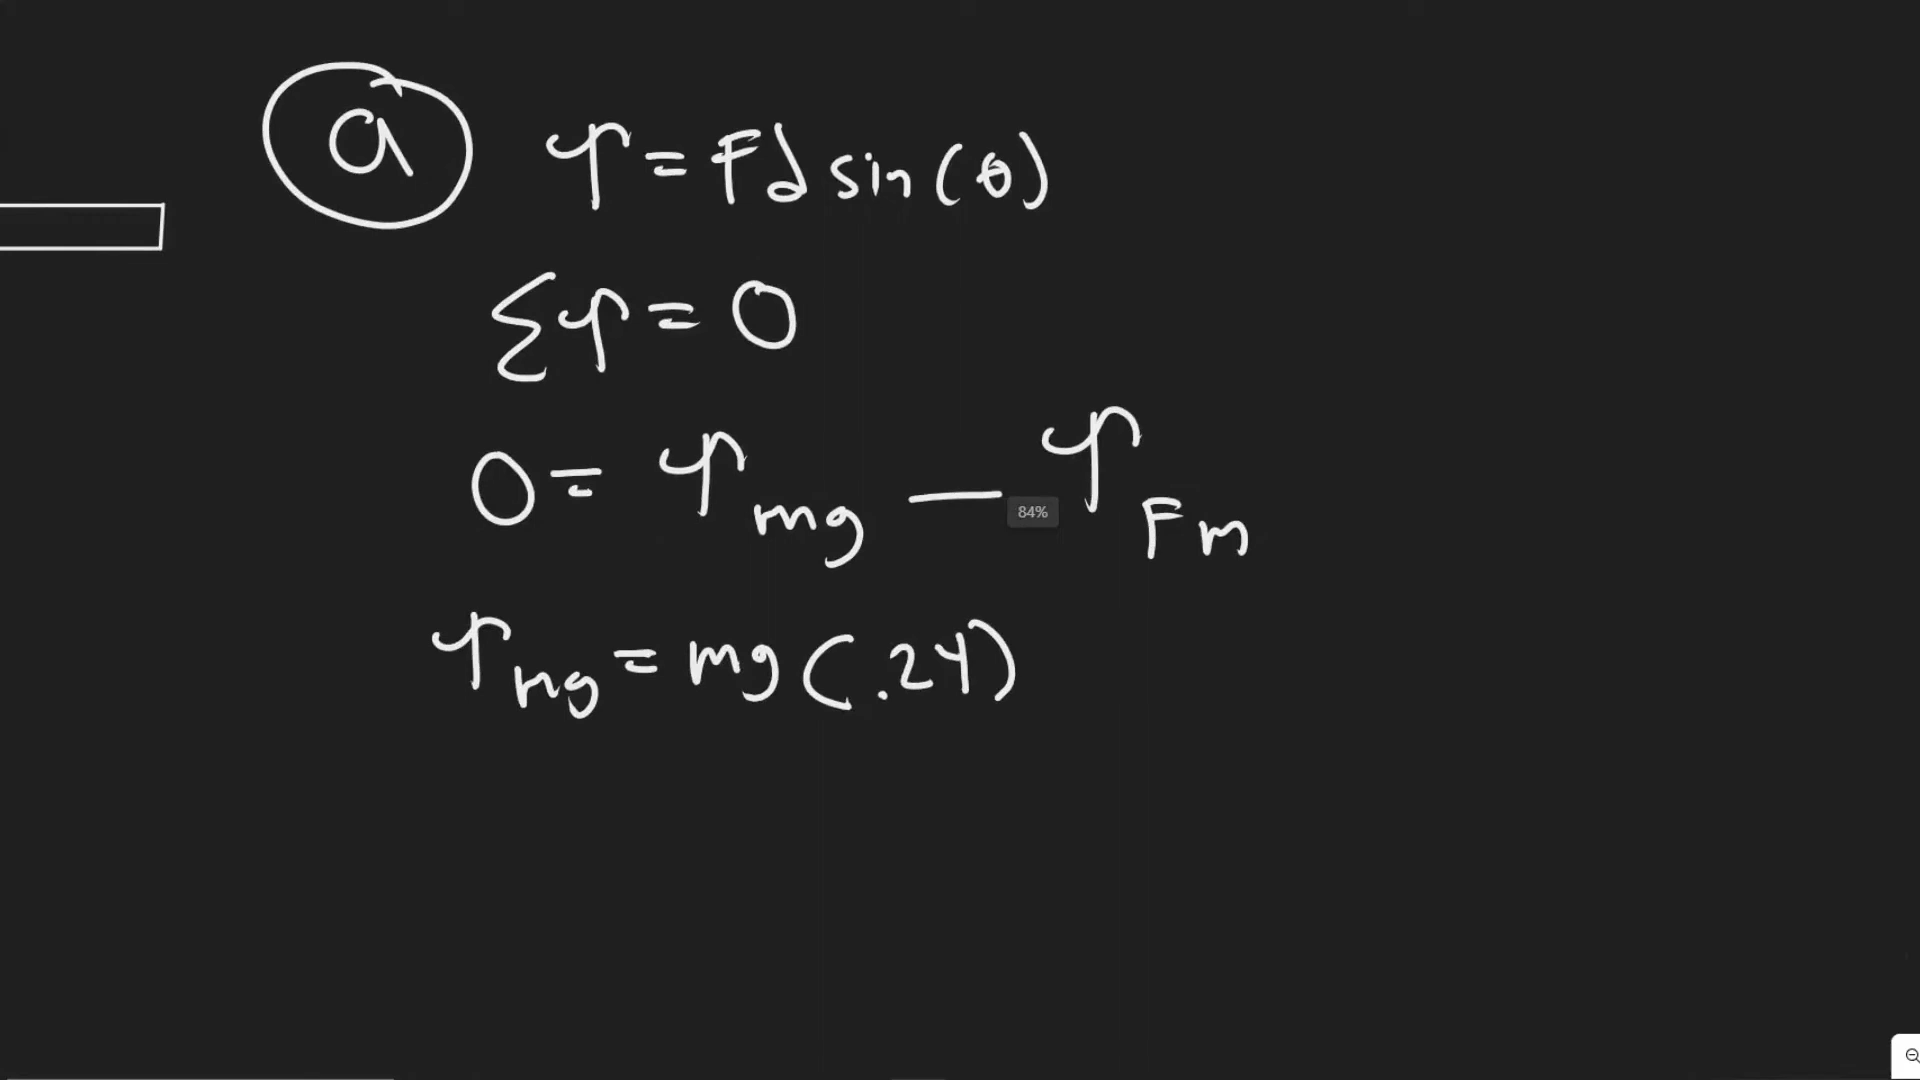 a
τ = Fd sin(θ)
Στ = 0
0 = τmg — τFm
84%
τmg = mg(.24)